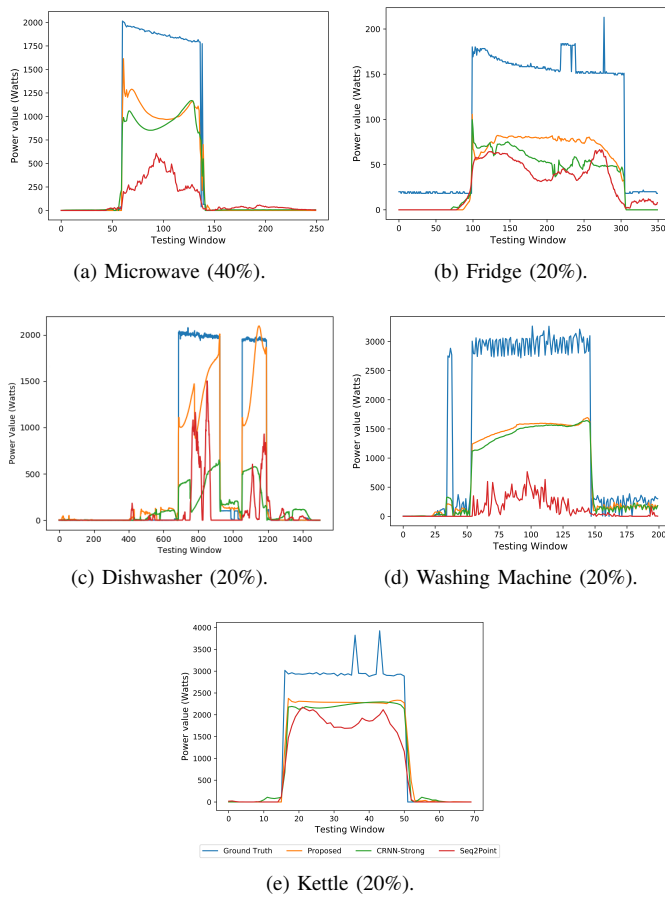 2000
1750
1500
1250
1000
750
500
250
0
Power value (Watts)
0 50 100 150 200 250
Testing Window
(a) Microwave (40%).
200
150
100
50
0
Power value (Watts)
0 50 100 150 200 250 300 350
Testing Window
(b) Fridge (20%).
2000
1500
1000
500
0
Power value (Watts)
0 200 400 600 800 1000 1200 1400
Testing Window
(c) Dishwasher (20%).
3000
2500
2000
1500
1000
500
0
Power value (Watts)
0 25 50 75 100 125 150 175 200
Testing Window
(d) Washing Machine (20%).
4000
3500
3000
2500
2000
1500
1000
500
0
Power value (Watts)
0 10 20 30 40 50 60 70
Testing Window
Ground Truth Proposed CRNN-Strong Seq2Point
(e) Kettle (20%).